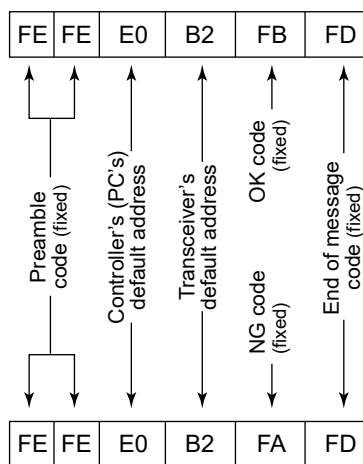 FE FE E0 B2 FB FD
Preamble
code (fixed)
Controller's (PC's)
default address
Transceiver's
default address
OK code
(fixed)
NG code
(fixed)
End of message
code (fixed)
FE FE E0 B2 FA FD